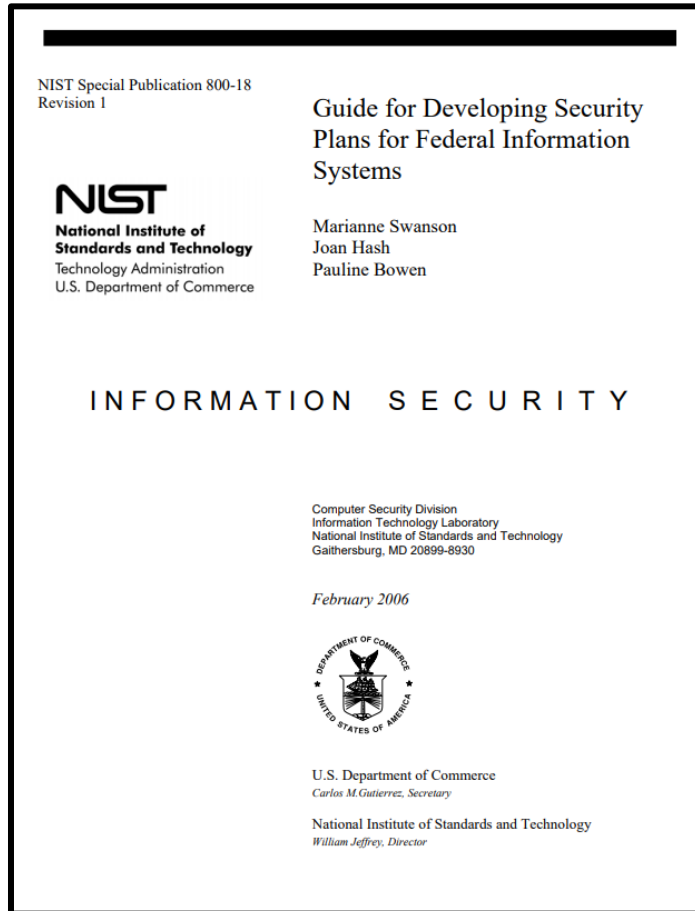 NIST Special Publication 800-18
Revision 1
Guide for Developing Security
Plans for Federal Information
Systems
NIST
National Institute of
Standards and Technology
Technology Administration
U.S. Department of Commerce
Marianne Swanson
Joan Hash
Pauline Bowen
INFORMATION SECURITY
Computer Security Division
Information Technology Laboratory
National Institute of Standards and Technology
Gaithersburg, MD 20899-8930
February 2006
DEPARTMENT OF COMMERCE
UNITED STATES OF AMERICA
U.S. Department of Commerce
Carlos M.Gutierrez, Secretary
National Institute of Standards and Technology
William Jeffrey, Director